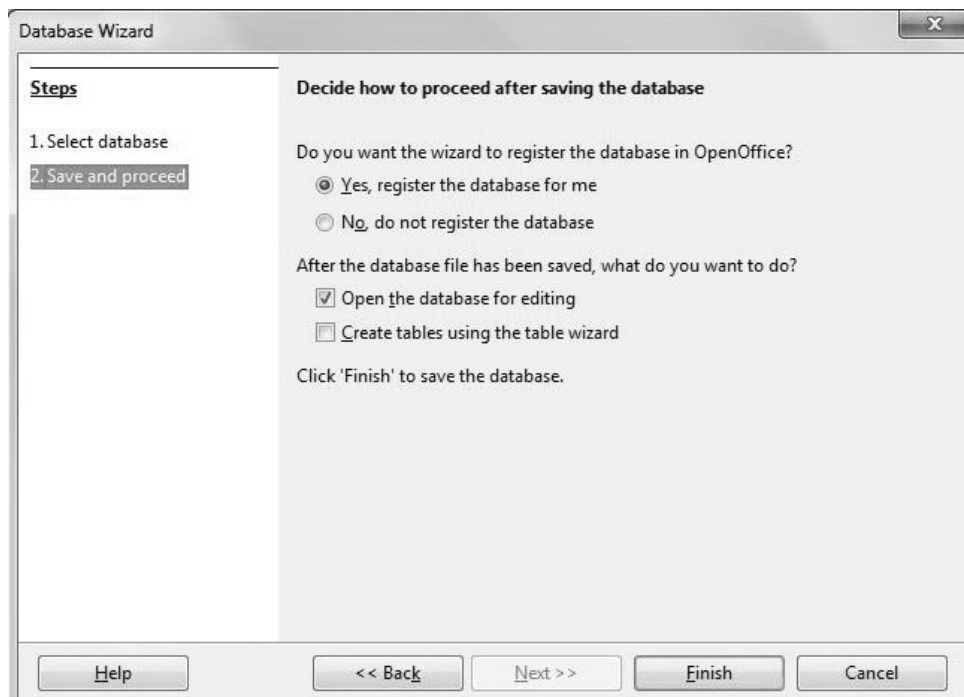 Database Wizard
Steps
1. Select database
2. Save and proceed
Decide how to proceed after saving the database
Do you want the wizard to register the database in OpenOffice?
Yes, register the database for me
No, do not register the database
After the database file has been saved, what do you want to do?
Open the database for editing
Create tables using the table wizard
Click 'Finish' to save the database.
Help
<< Back
Next >>
Finish
Cancel